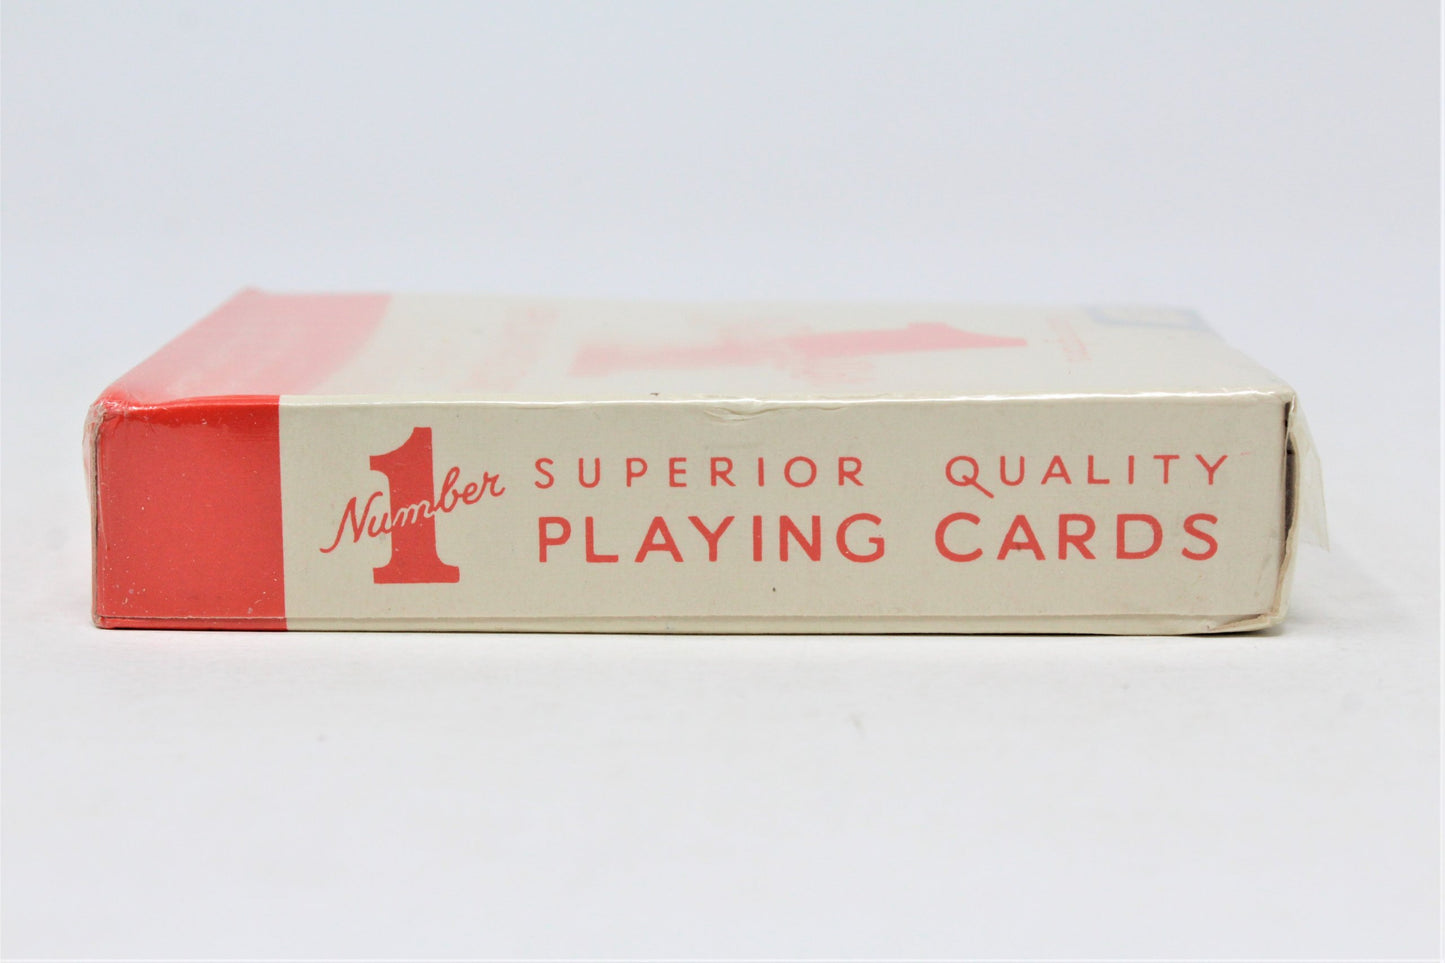 Number 1
SUPERIOR QUALITY
PLAYING CARDS